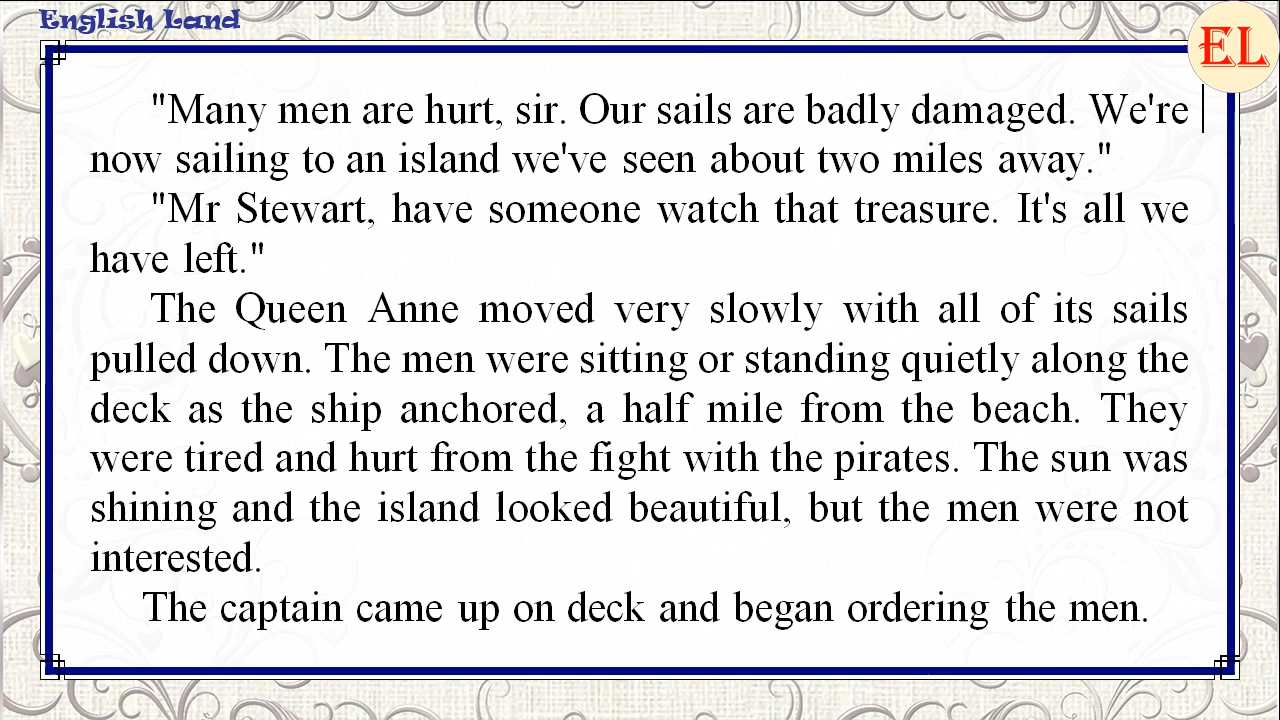 English Land
EL
"Many men are hurt, sir. Our sails are badly damaged. We're
now sailing to an island we've seen about two miles away."
"Mr Stewart, have someone watch that treasure. It's all we
have left."
The Queen Anne moved very slowly with all of its sails
pulled down. The men were sitting or standing quietly along the
deck as the ship anchored, a half mile from the beach. They
were tired and hurt from the fight with the pirates. The sun was
shining and the island looked beautiful, but the men were not
interested.
The captain came up on deck and began ordering the men.